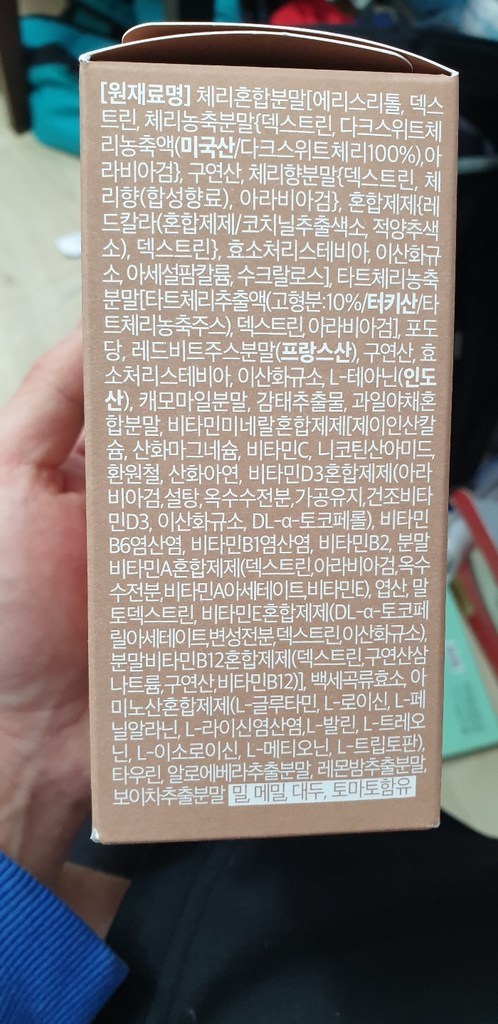 [원재료명] 체리혼합분말[에리스리톨, 덱스
트린, 체리농축분말{덱스트린, 다크스위트체
리농축액(미국산/다크스위트체리100%),아
라비아검}, 구연산, 체리향분말{덱스트린, 체
리향(합성향료), 아라비아검}, 혼합제제{레
드칼라(혼합제제/코치닐추출색소, 적양추색
소), 덱스트린}, 효소처리스테비아, 이산화규
소, 아세설팜칼륨, 수크랄로스], 타트체리농축
분말[타트체리추출액(고형분:10%/터키산/타
트체리농축주스), 덱스트린, 아라비아검], 포도
당, 레드비트주스분말(프랑스산), 구연산, 효
소처리스테비아, 이산화규소, L-테아닌(인도
산), 캐모마일분말, 감태추출물, 과일야채혼
합분말, 비타민미네랄혼합제제[제이인산칼
슘, 산화마그네슘, 비타민C, 니코틴산아미드,
환원철, 산화아연, 비타민D3혼합제제(아라
비아검,설탕,옥수수전분,가공유지,건조비타
민D3, 이산화규소, DL-α-토코페롤), 비타민
B6염산염, 비타민B1염산염, 비타민B2, 분말
비타민A혼합제제(덱스트린,아라비아검,옥수
수전분,비타민A아세테이트,비타민E), 엽산, 말
토덱스트린, 비타민E혼합제제(DL-α-토코페
릴아세테이트,변성전분,덱스트린,이산화규소),
분말비타민B12혼합제제(덱스트린,구연산삼
나트륨,구연산,비타민B12)], 백세곡류효소, 아
미노산혼합제제(L-글루타민, L-로이신, L-페
닐알라닌, L-라이신염산염,L-발린, L-트레오
닌, L-이소로이신, L-메티오닌, L-트립토판),
타우린, 알로에베라추출분말, 레몬밤추출분말,
보이차추출분말 밀, 메밀, 대두, 토마토함유